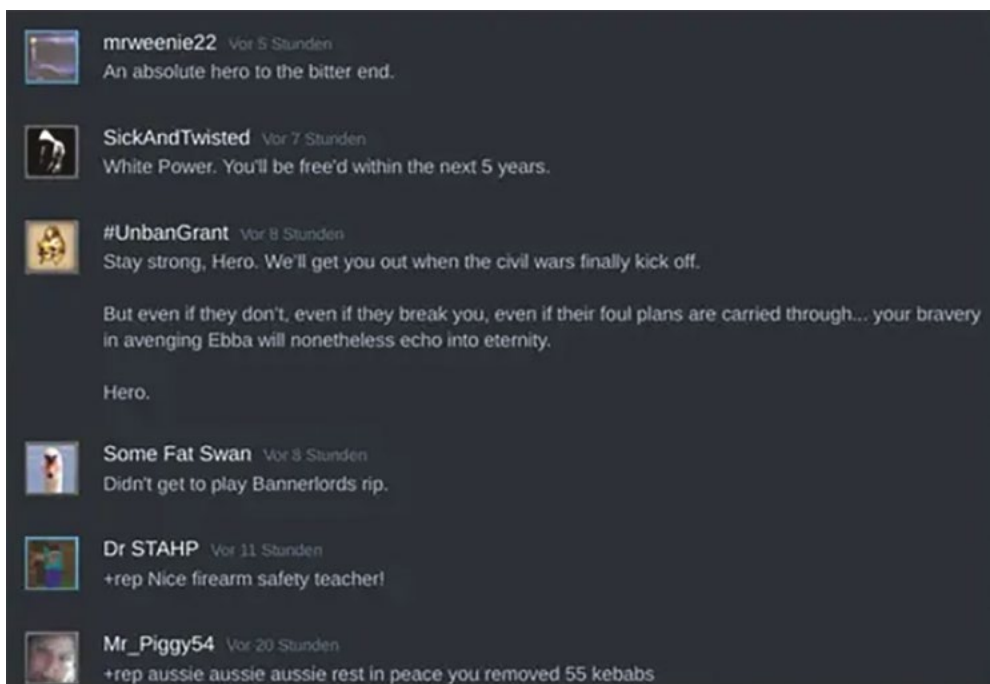 mrweenie22 Vor 5 Stunden
An absolute hero to the bitter end.
SickAndTwisted Vor 7 Stunden
White Power. You'll be free'd within the next 5 years.
#UnbanGrant Vor 8 Stunden
Stay strong, Hero. We'll get you out when the civil wars finally kick off.
But even if they don't, even if they break you, even if their foul plans are carried through... your bravery
in avenging Ebba will nonetheless echo into eternity.
Hero.
Some Fat Swan Vor 8 Stunden
Didn't get to play Bannerlords rip.
Dr STAHP Vor 11 Stunden
+rep Nice firearm safety teacher!
Mr_Piggy54 Vor 20 Stunden
+rep aussie aussie aussie rest in peace you removed 55 kebabs